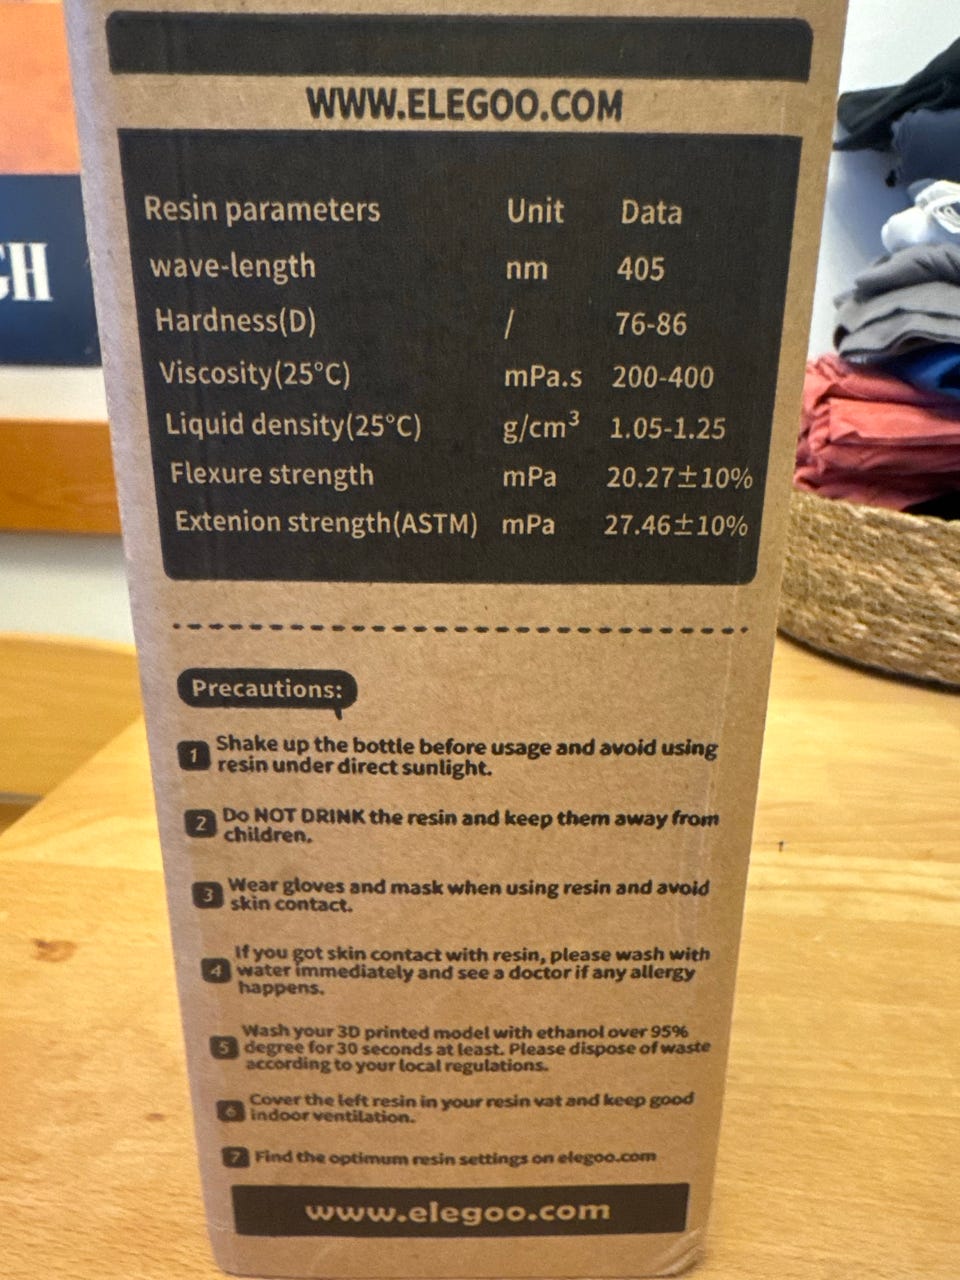 WWW.ELEGOO.COM
Resin parameters Unit Data
wave-length nm 405
Hardness(D) / 76-86
Viscosity(25°C) mPa.s 200-400
Liquid density(25°C) g/cm³ 1.05-1.25
Flexure strength mPa 20.27±10%
Extenion strength(ASTM) mPa 27.46±10%
Precautions:
1 Shake up the bottle before usage and avoid using
resin under direct sunlight.
2 Do NOT DRINK the resin and keep them away from
children.
3 Wear gloves and mask when using resin and avoid
skin contact.
4 If you got skin contact with resin, please wash with
water immediately and see a doctor if any allergy
happens.
5 Wash your 3D printed model with ethanol over 95%
degree for 30 seconds at least. Please dispose of waste
according to your local regulations.
6 Cover the left resin in your resin vat and keep good
indoor ventilation.
7 Find the optimum resin settings on elegoo.com
www.elegoo.com